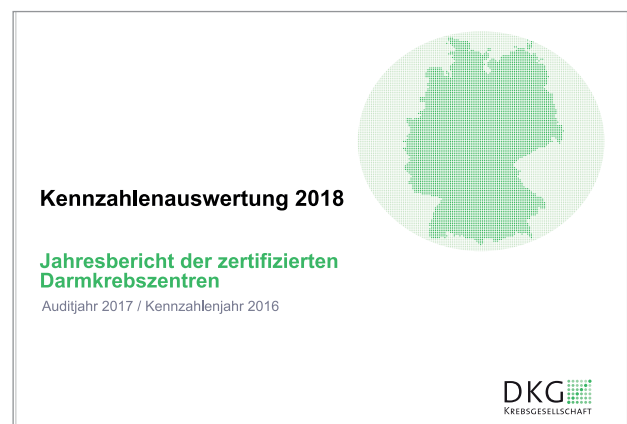 Kennzahlenauswertung 2018
Jahresbericht der zertifizierten
Darmkrebszentren
Auditjahr 2017 / Kennzahlenjahr 2016
DKG
KREBSGESELLSCHAFT